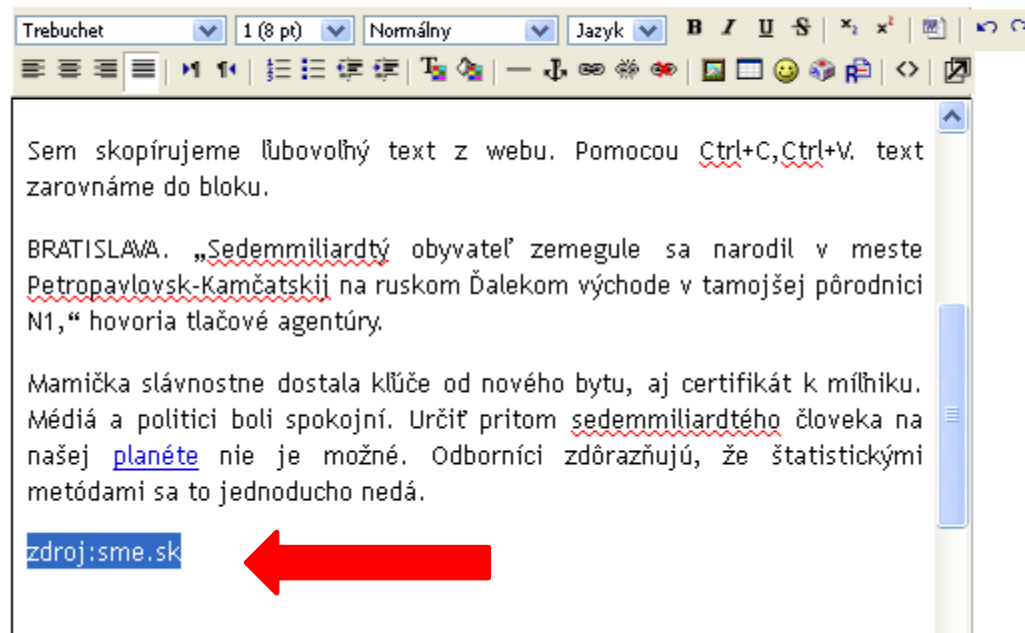 Trebuchet 1 (8 pt) Normálny Jazyk B I U S x₂ x²
Sem skopírujeme ľubovoľný text z webu. Pomocou Ctrl+C,Ctrl+V. text
zarovnáme do bloku.
BRATISLAVA. „Sedemmiliardtý obyvateľ zemegule sa narodil v meste
Petropavlovsk-Kamčatskij na ruskom Ďalekom východe v tamojšej pôrodnici
N1,“ hovoria tlačové agentúry.
Mamička slávnostne dostala kľúče od nového bytu, aj certifikát k míľniku.
Médiá a politici boli spokojní. Určiť pritom sedemmiliardtého človeka na
našej planéte nie je možné. Odborníci zdôrazňujú, že štatistickými
metódami sa to jednoducho nedá.
zdroj:sme.sk